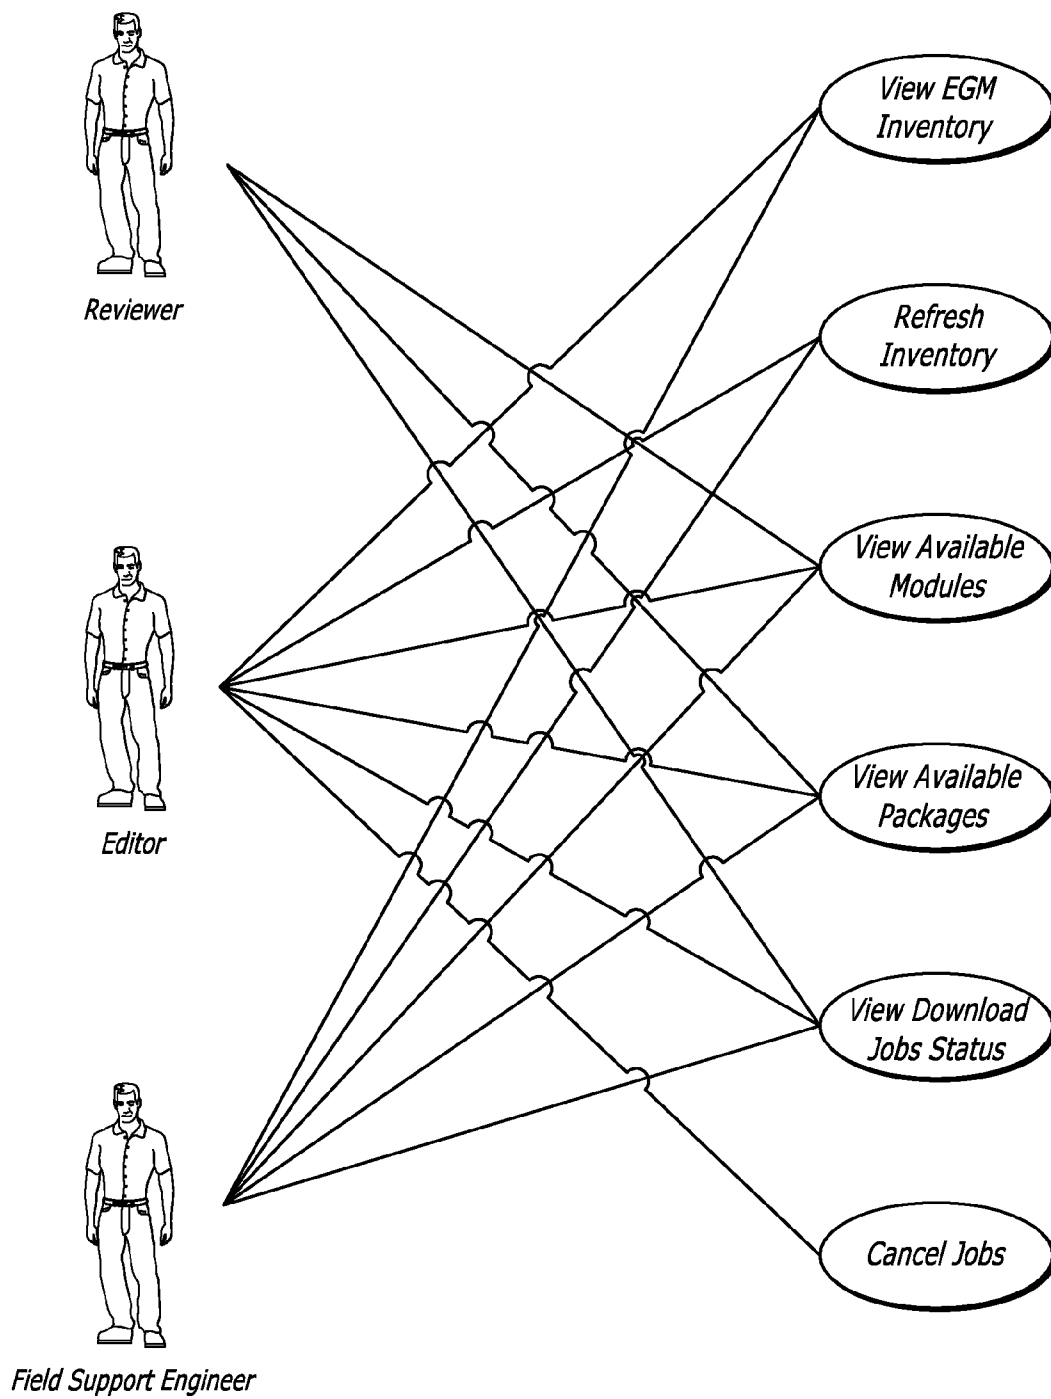 Reviewer
Editor
Field Support Engineer
View EGM
Inventory
Refresh
Inventory
View Available
Modules
View Available
Packages
View Download
Jobs Status
Cancel Jobs